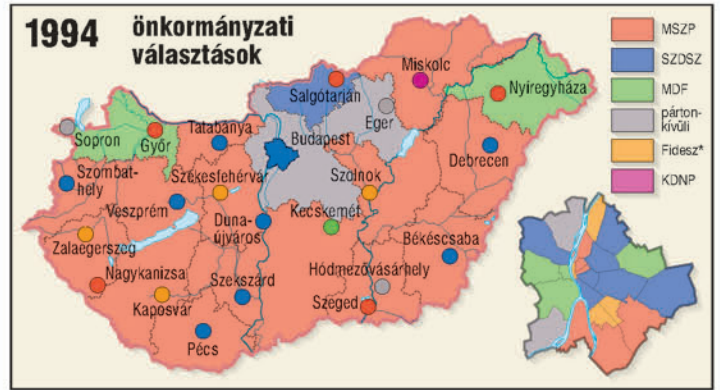 1994 önkormányzati
választások
MSZP
SZDSZ
MDF
párton-
kívüli
Fidesz*
KDNP
Miskolc
Salgótarján
Nyíregyháza
Eger
Sopron
Győr
Tatabánya
Budapest
Debrecen
Szombat-
hely
Székesfehérvár
Szolnok
Veszprém
Duna-
újváros
Kecskemét
Zalaegerszeg
Békéscsaba
Nagykanizsa
Szekszárd
Hódmezővásárhely
Kaposvár
Szeged
Pécs